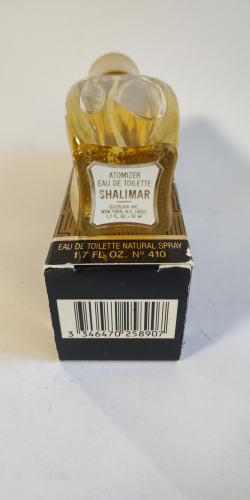 ATOMIZER
EAU DE TOILETTE
SHALIMAR
GUERLAIN INC.
NEW YORK, N.Y. 10022
1.7 FL. OZ. - 50 ml
EAU DE TOILETTE NATURAL SPRAY
1.7 FL OZ. Nº 410
3 346470 258907